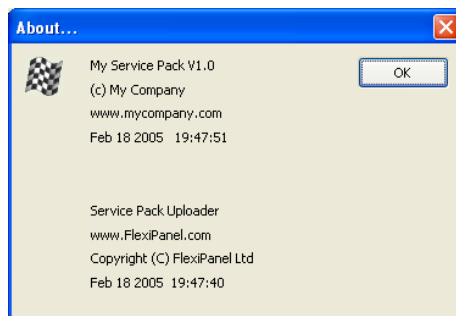 About...
My Service Pack V1.0
OK
(c) My Company
www.mycompany.com
Feb 18 2005 19:47:51
Service Pack Uploader
www.FlexiPanel.com
Copyright (C) FlexiPanel Ltd
Feb 18 2005 19:47:40